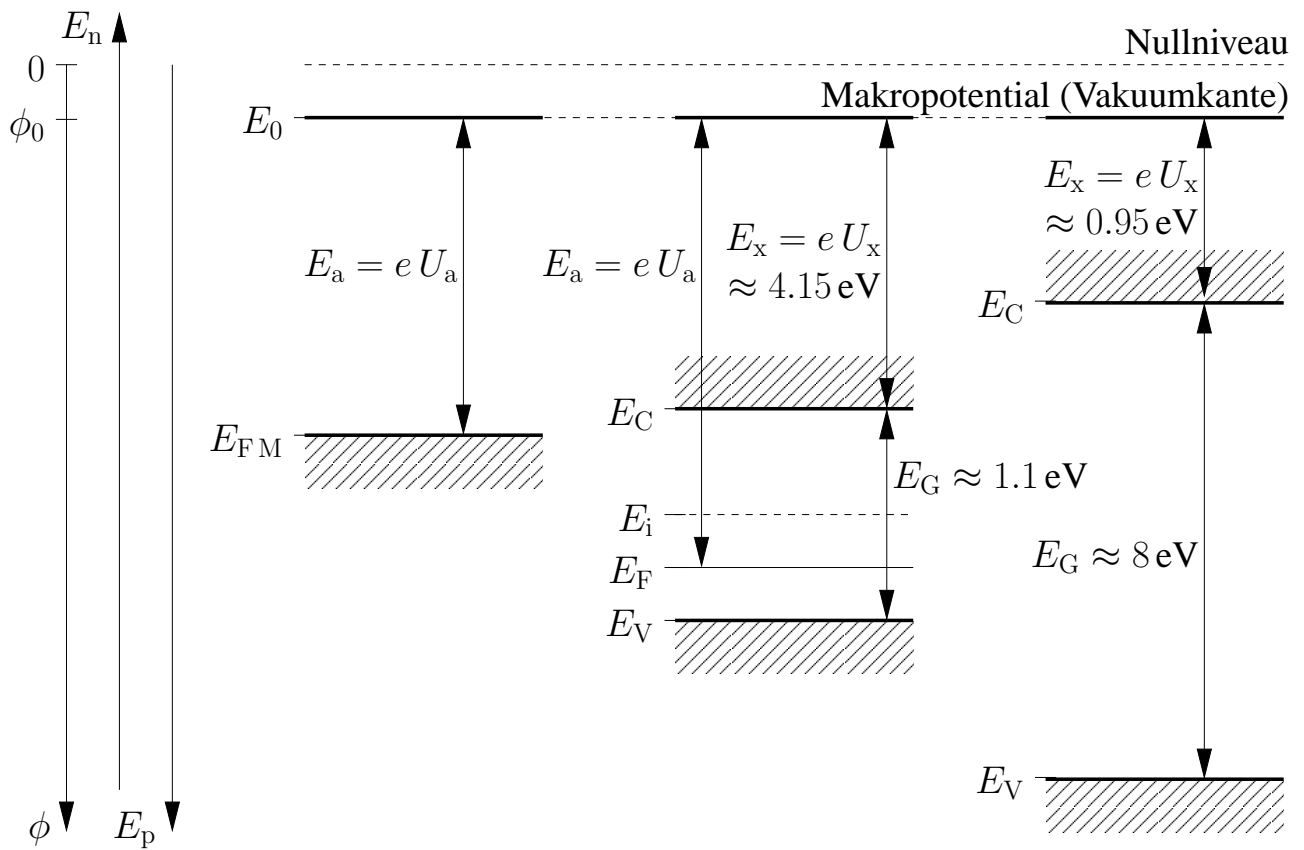 E_n
Nullniveau
0
Makropotential (Vakuumkante)
ϕ_0
E_0
E_x = e U_x
≈ 0.95 eV
E_a = e U_a
E_a = e U_a
E_x = e U_x
≈ 4.15 eV
E_C
E_C
E_F M
E_G ≈ 1.1 eV
E_i
E_G ≈ 8 eV
E_F
E_V
E_V
ϕ
E_p